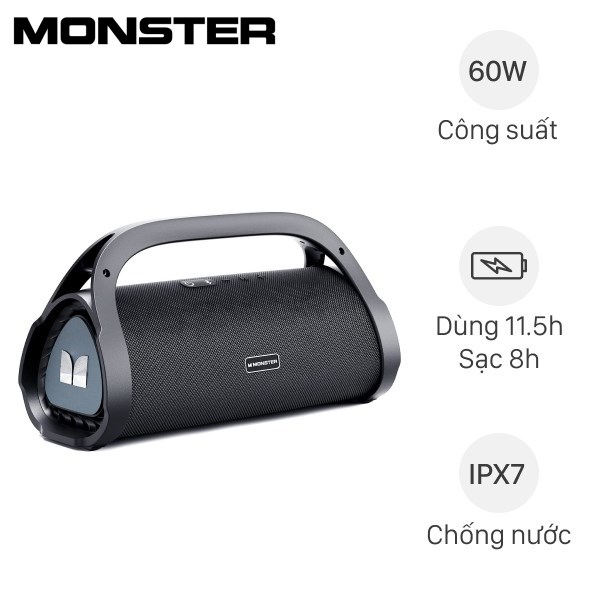 MONSTER
60W
Công suất
Dùng 11.5h
Sạc 8h
MONSTER
IPX7
Chống nước